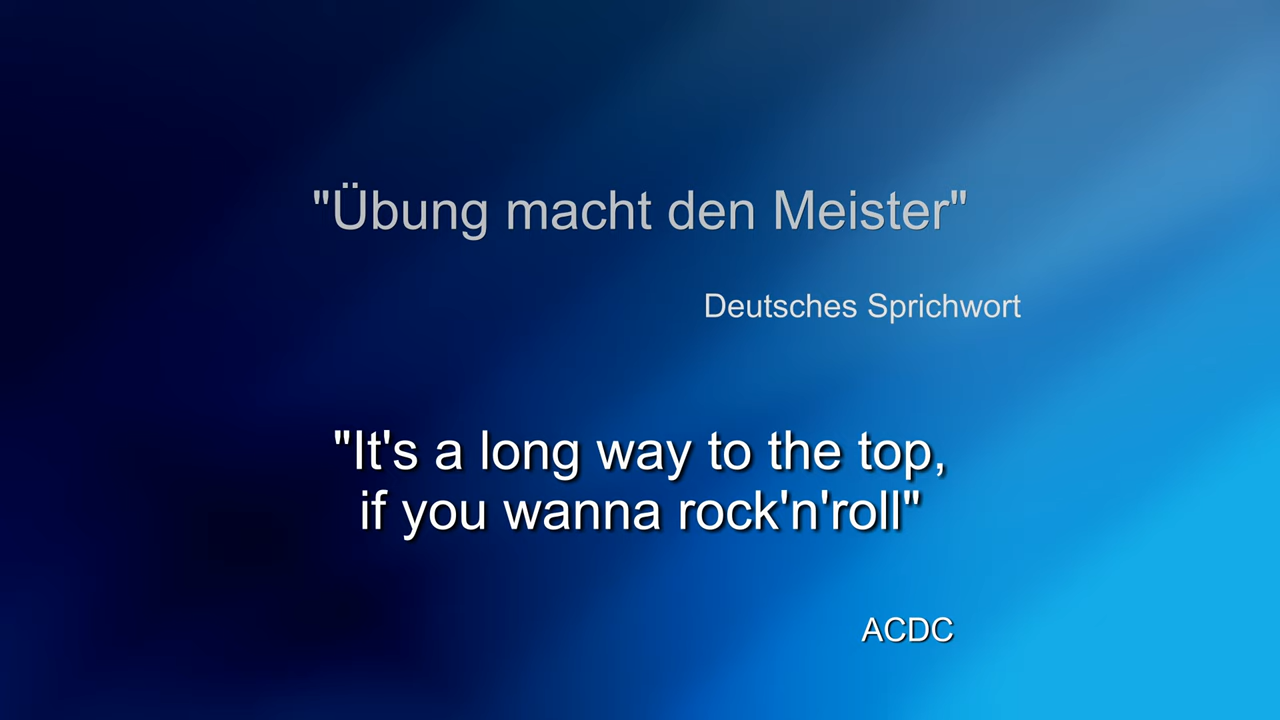 "Übung macht den Meister"
Deutsches Sprichwort
"It's a long way to the top,
if you wanna rock'n'roll"
ACDC